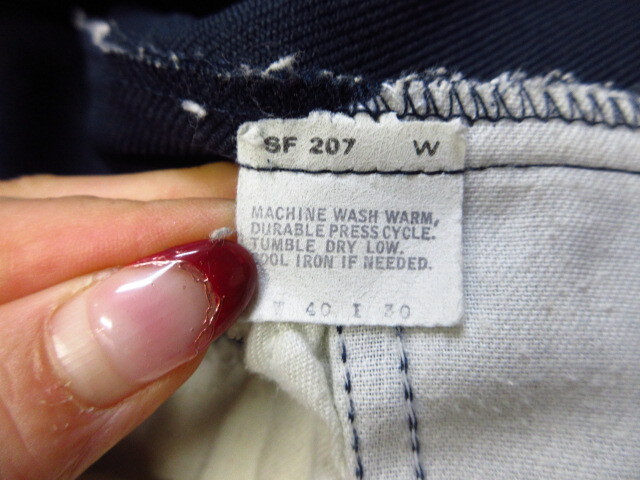 SF 207 W
MACHINE WASH WARM,
DURABLE PRESS CYCLE.
TUMBLE DRY LOW.
COOL IRON IF NEEDED.
40 I 30